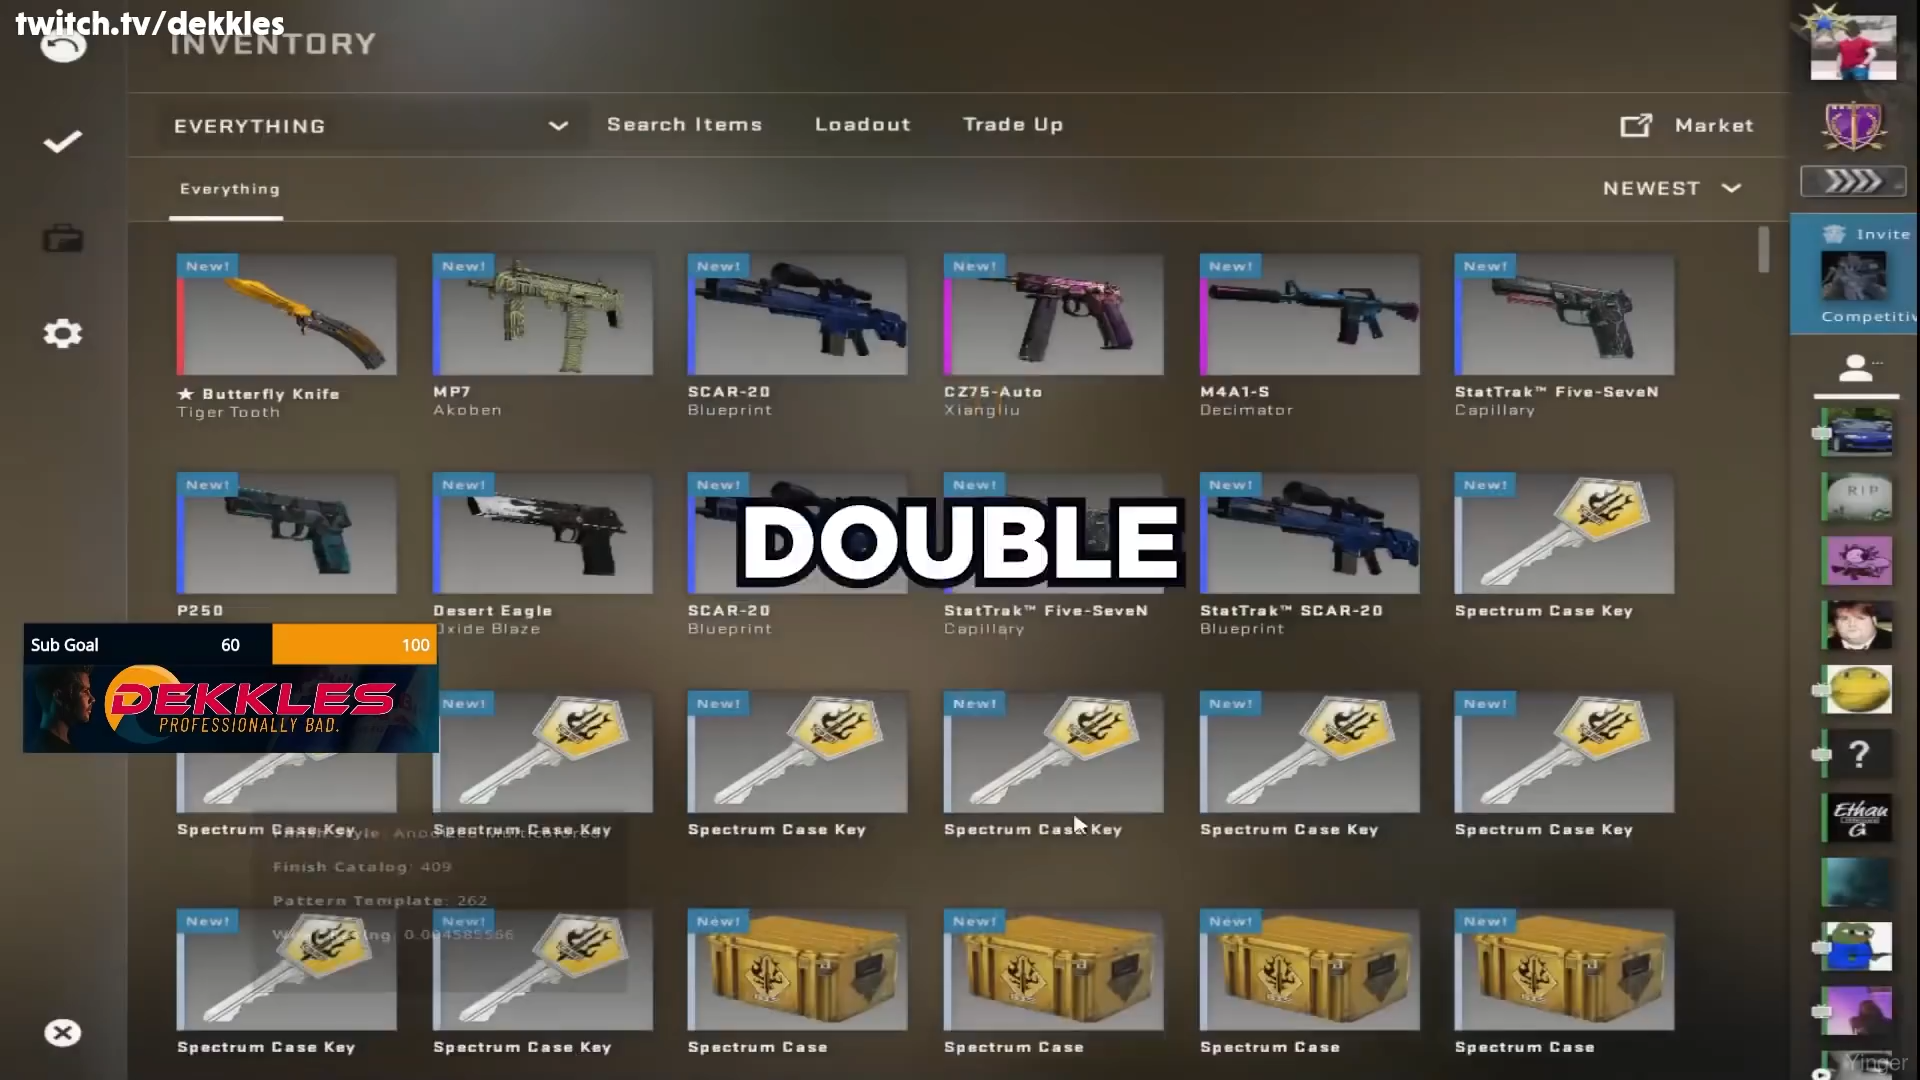 twitch.tv/dekkles
INVENTORY
EVERYTHING
Search Items
Loadout
Trade Up
Market
Everything
NEWEST
Invite
Competitiv
New!
New!
New!
New!
New!
New!
★ Butterfly Knife
MP7
SCAR-20
CZ75-Auto
M4A1-S
StatTrak™ Five-SeveN
Tiger Tooth
Akoben
Blueprint
Xiangliu
Decimator
Capillary
New!
New!
New!
New!
New!
New!
RIP
DOUBLE
P250
Desert Eagle
SCAR-20
StatTrak™ Five-SeveN
StatTrak™ SCAR-20
Spectrum Case Key
Oxide Blaze
Blueprint
Capillary
Blueprint
Sub Goal
60
100
DEKKLES
PROFESSIONALLY BAD.
New!
New!
New!
New!
New!
?
Ethan
G
Spectrum Case Key
Spectrum Case Key
Spectrum Case Key
Spectrum Case Key
Spectrum Case Key
Spectrum Case Key
Finish Catalog: 409
Pattern Template: 262
New!
New!
New!
New!
New!
New!
Spectrum Case Key
Spectrum Case Key
Spectrum Case
Spectrum Case
Spectrum Case
Spectrum Case
Yinger